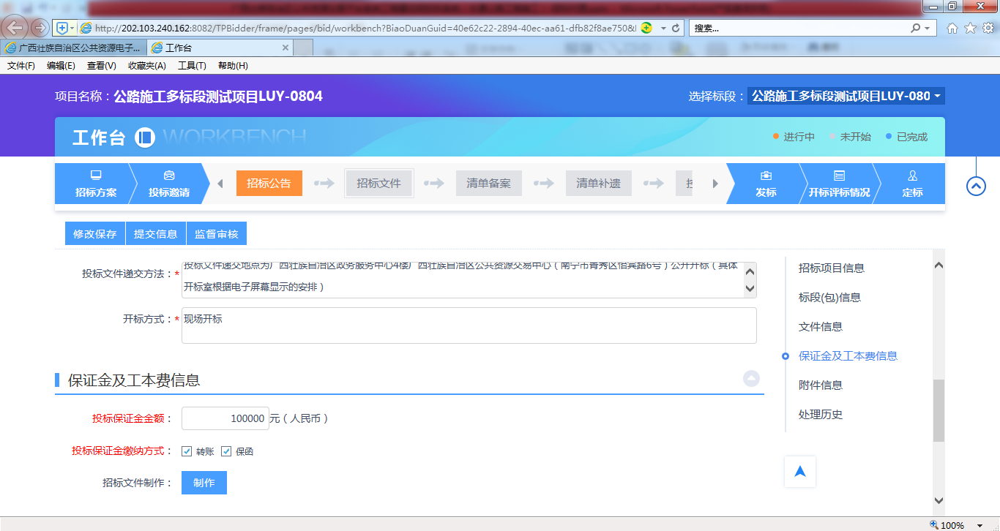 http://202.103.240.162:8082/TPBidder/frame/pages/bid/workbench?BiaoDuanGuid=40e62c22-2894-40ec-aa61-dfb82f8ae750&l
搜索...
广西壮族自治区公共资源电子...
工作台
文件(F) 编辑(E) 查看(V) 收藏夹(A) 工具(T) 帮助(H)
项目名称：公路施工多标段测试项目LUY-0804
选择标段：公路施工多标段测试项目LUY-080
工作台 WORKBENCH
进行中 未开始 已完成
招标方案
投标邀请
招标公告
招标文件
清单备案
清单补遗
发标
开标评标情况
定标
修改保存 提交信息 监督审核
投标文件递交方法：*
投标文件递交地点为广西壮族自治区政务服务中心4楼广西壮族自治区公共资源交易中心（南宁市青秀区怡宾路6号）公开开标（具体
开标室根据电子屏幕显示的安排）
开标方式：* 现场开标
保证金及工本费信息
投标保证金金额： 100000 元（人民币）
投标保证金缴纳方式： 转账 保函
招标文件制作： 制作
招标项目信息
标段(包)信息
文件信息
保证金及工本费信息
附件信息
处理历史
100%